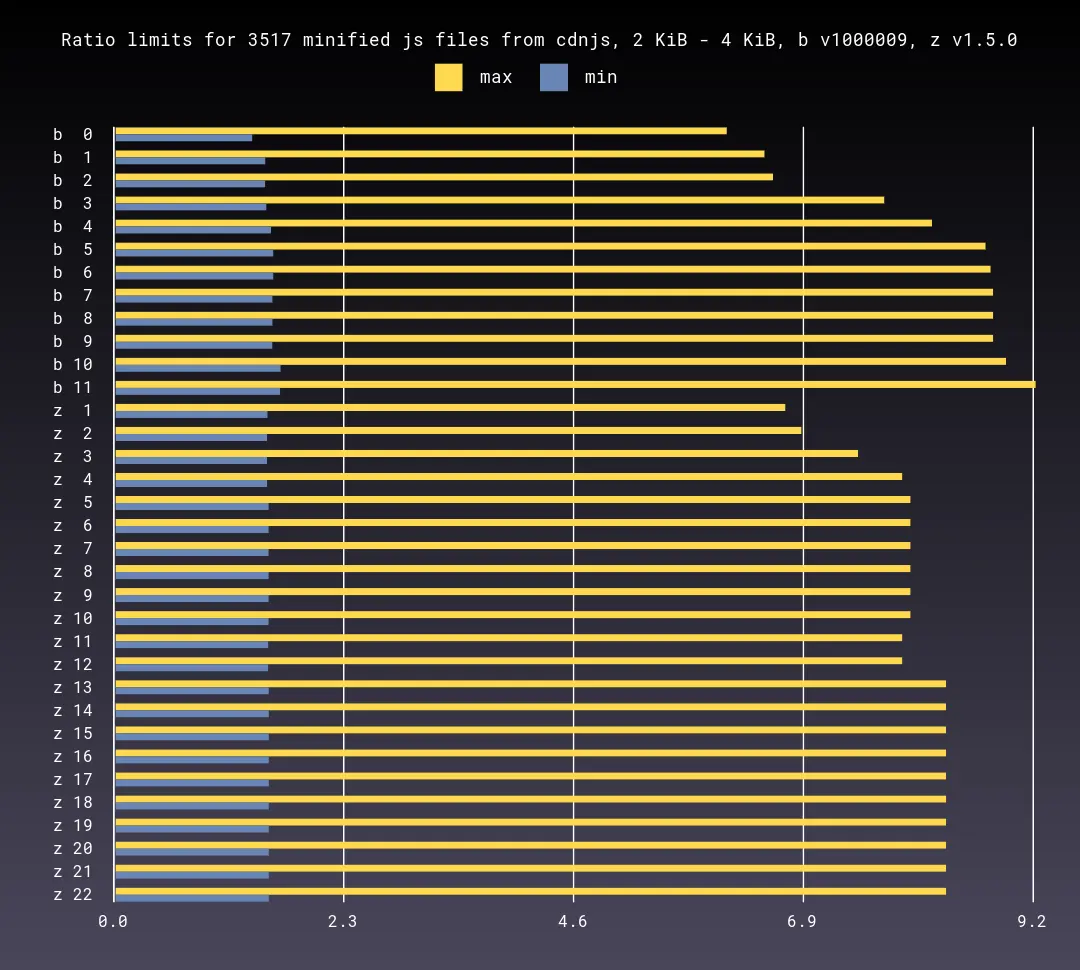 Ratio limits for 3517 minified js files from cdnjs, 2 KiB - 4 KiB, b v1000009, z v1.5.0
max min
b 0
b 1
b 2
b 3
b 4
b 5
b 6
b 7
b 8
b 9
b 10
b 11
z 1
z 2
z 3
z 4
z 5
z 6
z 7
z 8
z 9
z 10
z 11
z 12
z 13
z 14
z 15
z 16
z 17
z 18
z 19
z 20
z 21
z 22
0.0 2.3 4.6 6.9 9.2